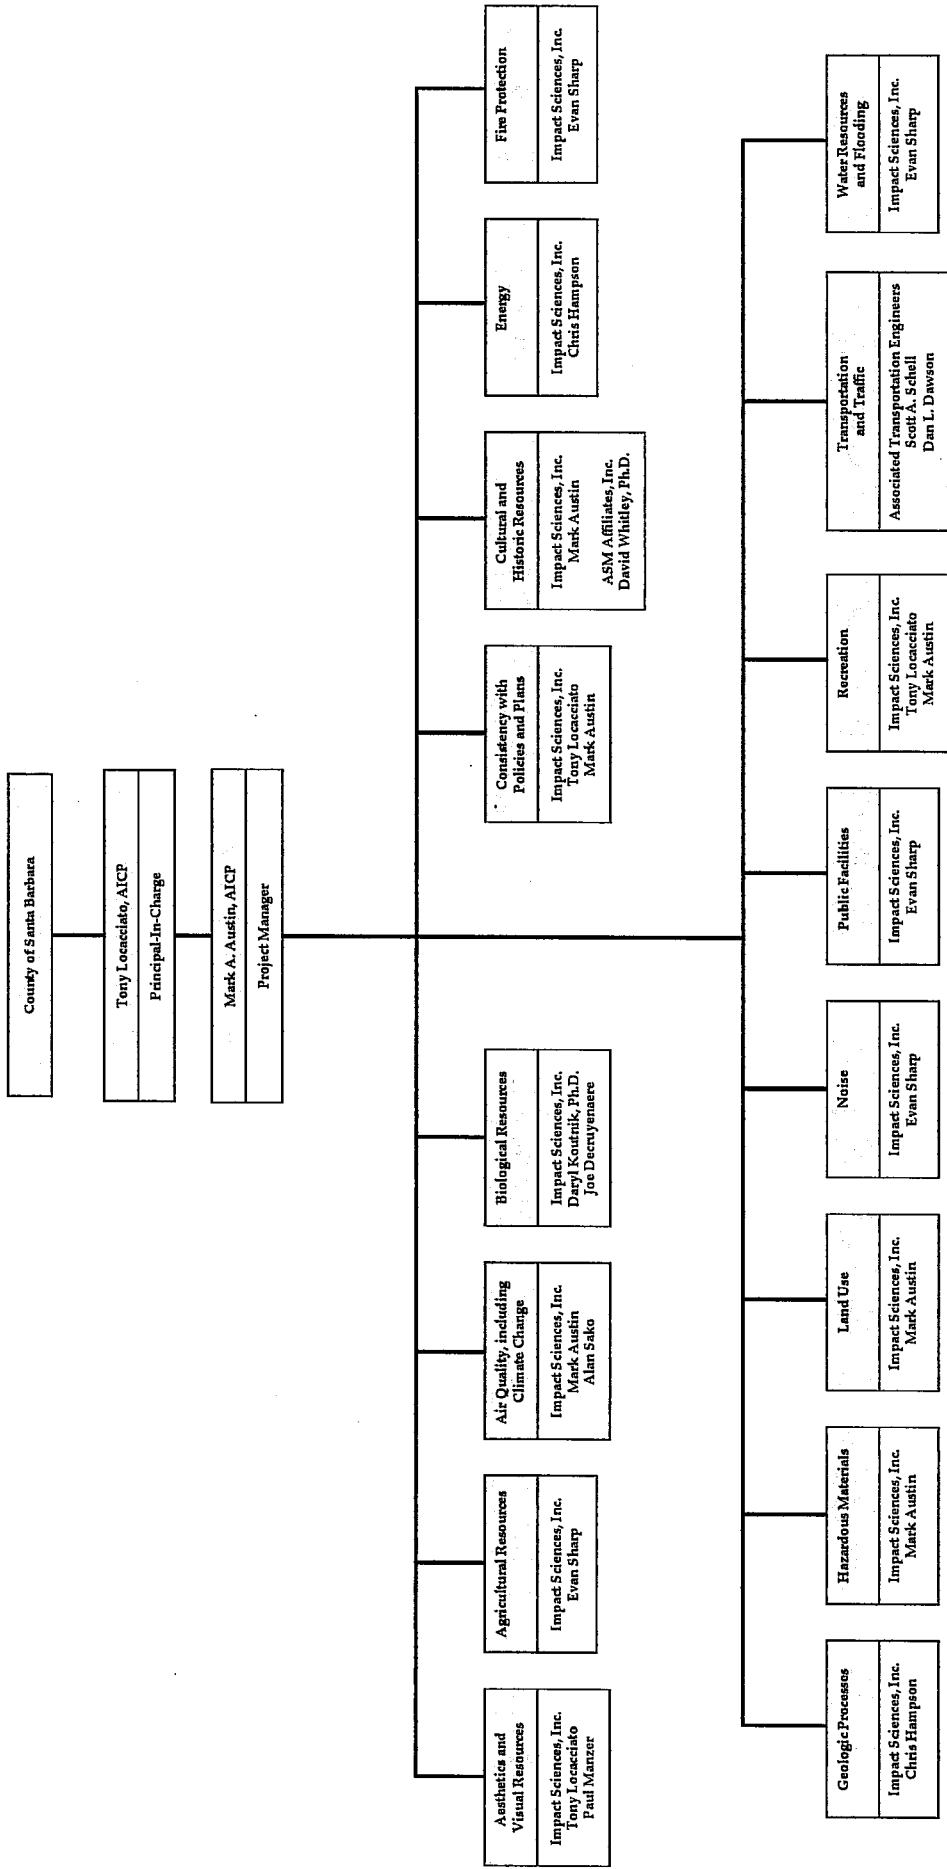 County of Santa Barbara
Tony Locacciato, AICP
Principal-In-Charge
Mark A. Austin, AICP
Project Manager
Aesthetics and
Visual Resources
Impact Sciences, Inc.
Tony Locacciato
Paul Manzer
Agricultural Resources
Impact Sciences, Inc.
Evan Sharp
Air Quality, including
Climate Change
Impact Sciences, Inc.
Mark Austin
Alan Sako
Biological Resources
Impact Sciences, Inc.
Daryl Koutnik, Ph.D.
Joe Decruyenaere
Consistency with
Policies and Plans
Impact Sciences, Inc.
Tony Locacciato
Mark Austin
Cultural and
Historic Resources
Impact Sciences, Inc.
Mark Austin
ASM Affiliates, Inc.
David Whitley, Ph.D.
Energy
Impact Sciences, Inc.
Chris Hampson
Fire Protection
Impact Sciences, Inc.
Evan Sharp
Geologic Processes
Impact Sciences, Inc.
Chris Hampson
Hazardous Materials
Impact Sciences, Inc.
Mark Austin
Land Use
Impact Sciences, Inc.
Mark Austin
Noise
Impact Sciences, Inc.
Evan Sharp
Public Facilities
Impact Sciences, Inc.
Evan Sharp
Recreation
Impact Sciences, Inc.
Tony Locacciato
Mark Austin
Transportation
and Traffic
Associated Transportation Engineers
Scott A. Schell
Dan L. Dawson
Water Resources
and Flooding
Impact Sciences, Inc.
Evan Sharp